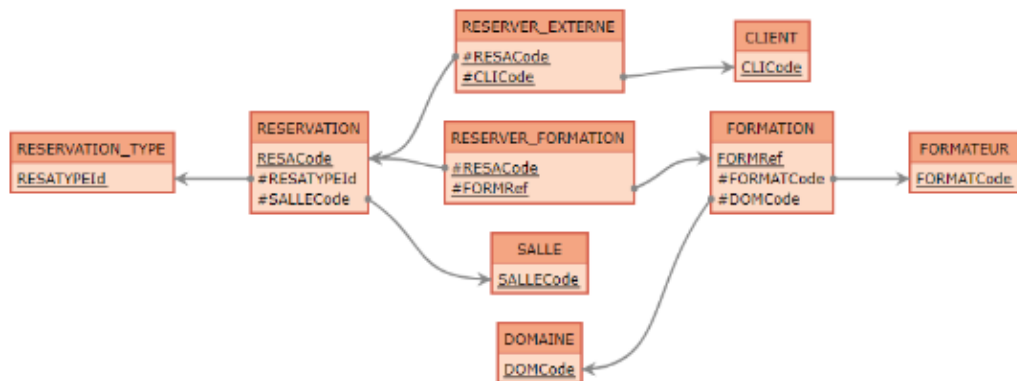 RESERVER_EXTERNE
#RESACode
#CLICode
CLIENT
CLICode
RESERVATION_TYPE
RESATYPEId
RESERVATION
RESACode
#RESATYPEId
#SALLECode
RESERVER_FORMATION
#RESACode
#FORMRef
FORMATION
FORMRef
#FORMATCode
#DOMCode
FORMATEUR
FORMATCode
SALLE
SALLECode
DOMAINE
DOMCode